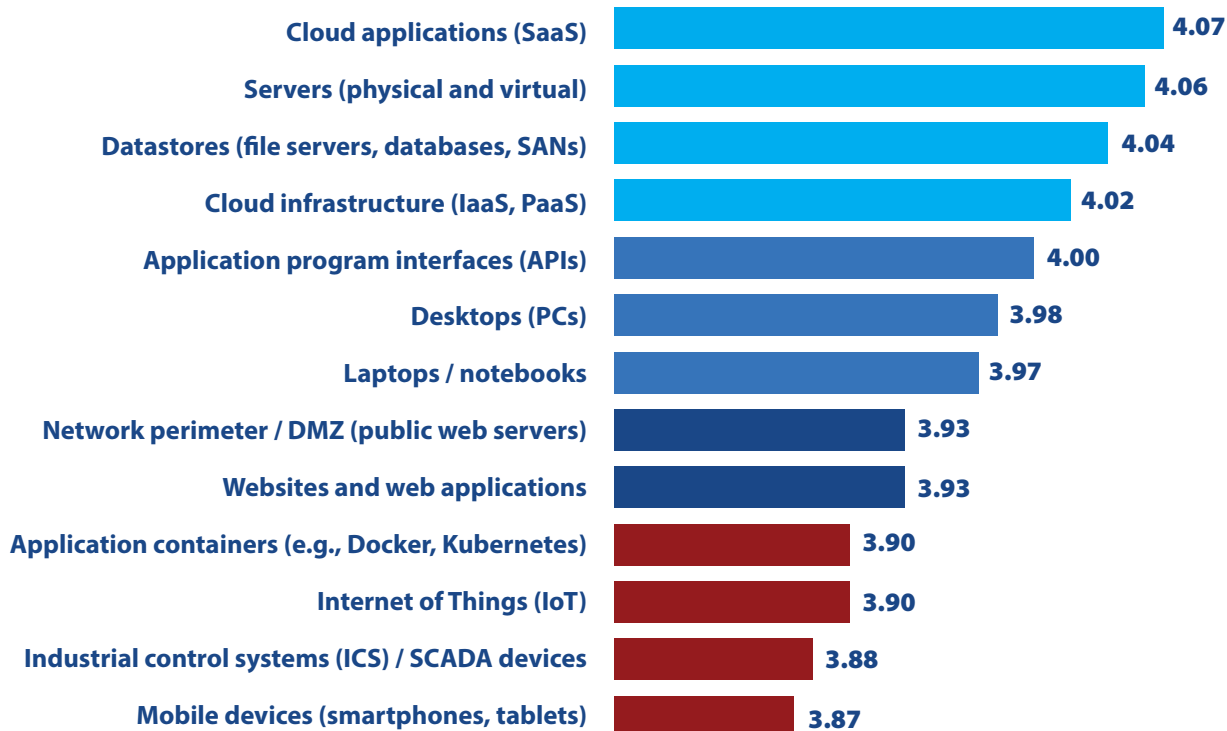 Cloud applications (SaaS) 4.07
Servers (physical and virtual) 4.06
Datastores (file servers, databases, SANs) 4.04
Cloud infrastructure (IaaS, PaaS) 4.02
Application program interfaces (APIs) 4.00
Desktops (PCs) 3.98
Laptops / notebooks 3.97
Network perimeter / DMZ (public web servers) 3.93
Websites and web applications 3.93
Application containers (e.g., Docker, Kubernetes) 3.90
Internet of Things (IoT) 3.90
Industrial control systems (ICS) / SCADA devices 3.88
Mobile devices (smartphones, tablets) 3.87